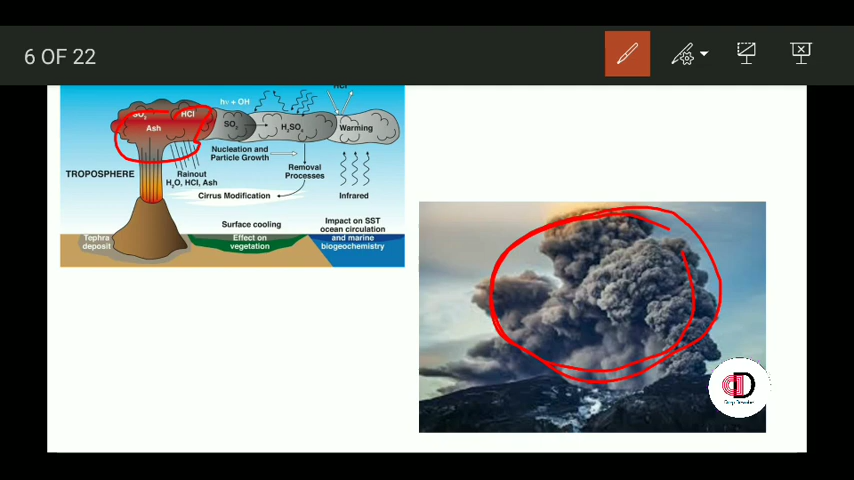 6 OF 22
HCl
hν + OH
SO2
HCl
SO2
H2SO4
Warming
Ash
Nucleation and
Particle Growth
Removal
Processes
TROPOSPHERE
Rainout
H2O, HCl, Ash
Cirrus Modification
Infrared
Surface cooling
Impact on SST
ocean circulation
and marine
biogeochemistry
Tephra
deposit
Effect on
vegetation